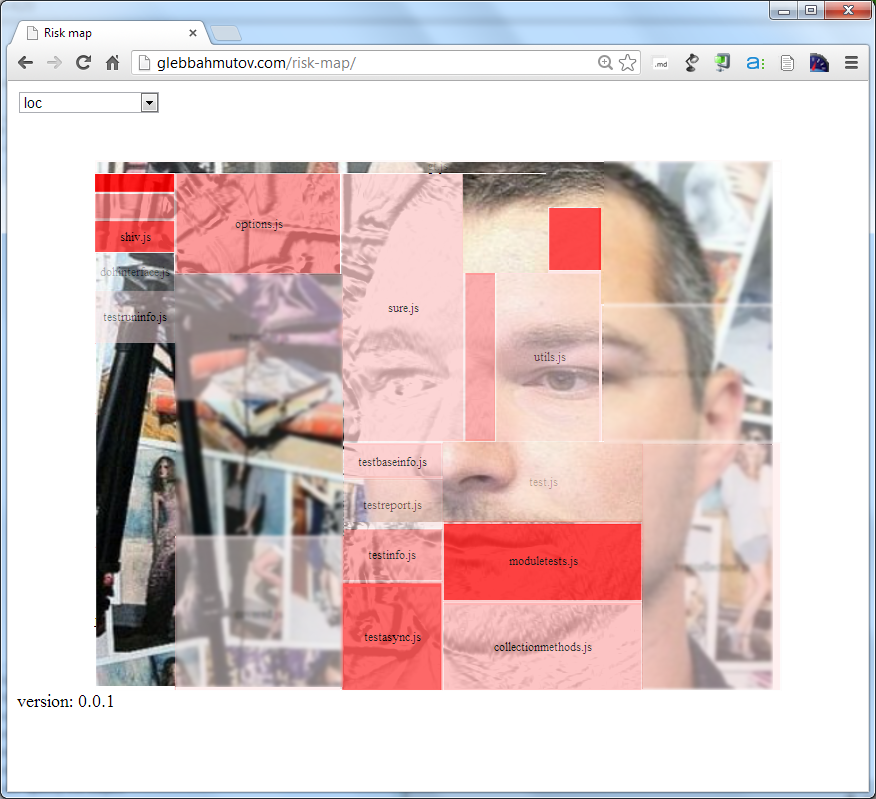 Risk map
glebbahmutov.com/risk-map/
.md
a:
loc
options.js
shiv.js
dohinterface.js
sure.js
testruninfo.js
utils.js
testbaseinfo.js
test.js
testreport.js
testinfo.js
moduletests.js
testasync.js
collectionmethods.js
version: 0.0.1